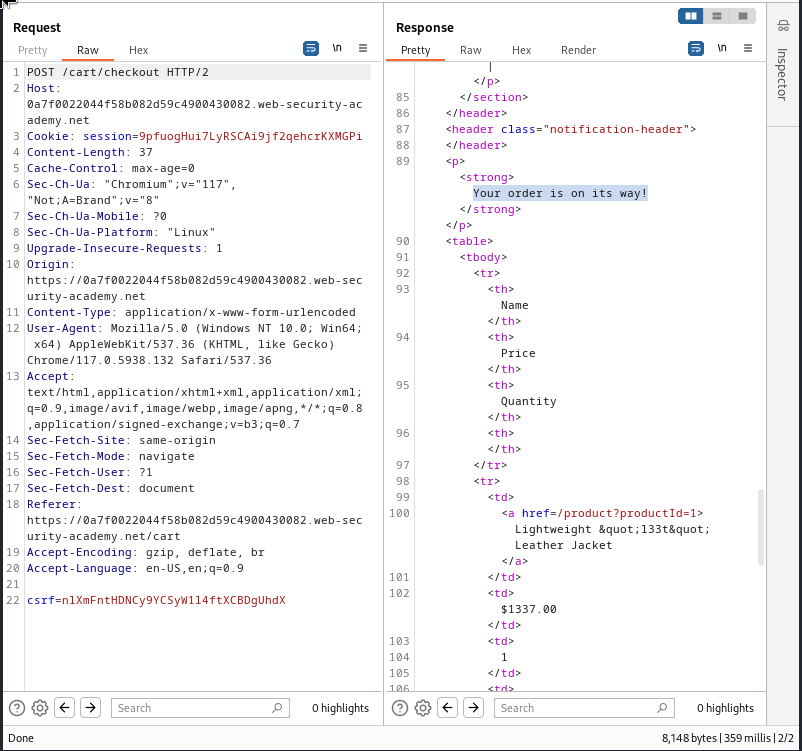 Request
Pretty Raw Hex \n
1 POST /cart/checkout HTTP/2
2 Host:
0a7f0022044f58b082d59c4900430082.web-security-ac
ademy.net
3 Cookie: session=9pfuogHui7LyRSCAi9jf2qehcrKXMGPi
4 Content-Length: 37
5 Cache-Control: max-age=0
6 Sec-Ch-Ua: "Chromium";v="117",
"Not;A=Brand";v="8"
7 Sec-Ch-Ua-Mobile: ?0
8 Sec-Ch-Ua-Platform: "Linux"
9 Upgrade-Insecure-Requests: 1
10 Origin:
https://0a7f0022044f58b082d59c4900430082.web-sec
urity-academy.net
11 Content-Type: application/x-www-form-urlencoded
12 User-Agent: Mozilla/5.0 (Windows NT 10.0; Win64;
x64) AppleWebKit/537.36 (KHTML, like Gecko)
Chrome/117.0.5938.132 Safari/537.36
13 Accept:
text/html,application/xhtml+xml,application/xml;
q=0.9,image/avif,image/webp,image/apng,*/*;q=0.8
,application/signed-exchange;v=b3;q=0.7
14 Sec-Fetch-Site: same-origin
15 Sec-Fetch-Mode: navigate
16 Sec-Fetch-User: ?1
17 Sec-Fetch-Dest: document
18 Referer:
https://0a7f0022044f58b082d59c4900430082.web-sec
urity-academy.net/cart
19 Accept-Encoding: gzip, deflate, br
20 Accept-Language: en-US,en;q=0.9
21
22 csrf=nlXmFntHDNCy9YCSyW1l4ftXCBDgUhdX
Search 0 highlights
Response
Pretty Raw Hex Render \n
|
</p>
85 </section>
86 </header>
87 <header class="notification-header">
88 </header>
89 <p>
<strong>
Your order is on its way!
</strong>
</p>
90 <table>
91 <tbody>
92 <tr>
93 <th>
Name
</th>
94 <th>
Price
</th>
95 <th>
Quantity
</th>
96 <th>
</th>
97 </tr>
98 <tr>
99 <td>
100 <a href=/product?productId=1>
Lightweight &quot;l33t&quot;
Leather Jacket
</a>
101 </td>
102 <td>
$1337.00
</td>
103 <td>
104 1
105 </td>
106 <td>
Search 0 highlights
Inspector
Done 8,148 bytes | 359 millis | 2/2